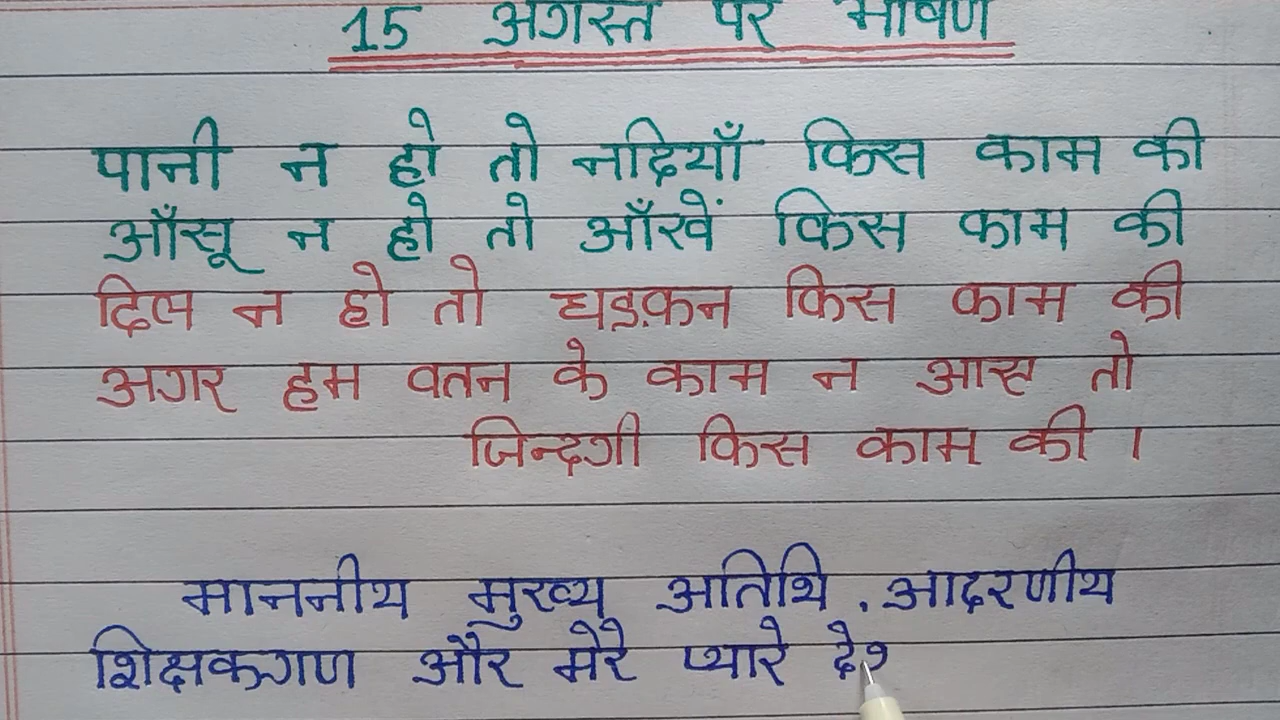 15 अगस्त पर भाषण
पानी न हो तो नदियाँ किस काम की
आँसू न हो तो आँखें किस काम की
दिल न हो तो धड़कन किस काम की
अगर हम वतन के काम न आए तो
जिन्दगी किस काम की ।
माननीय मुख्य अतिथि , आदरणीय
शिक्षकगण और मेरे प्यारे